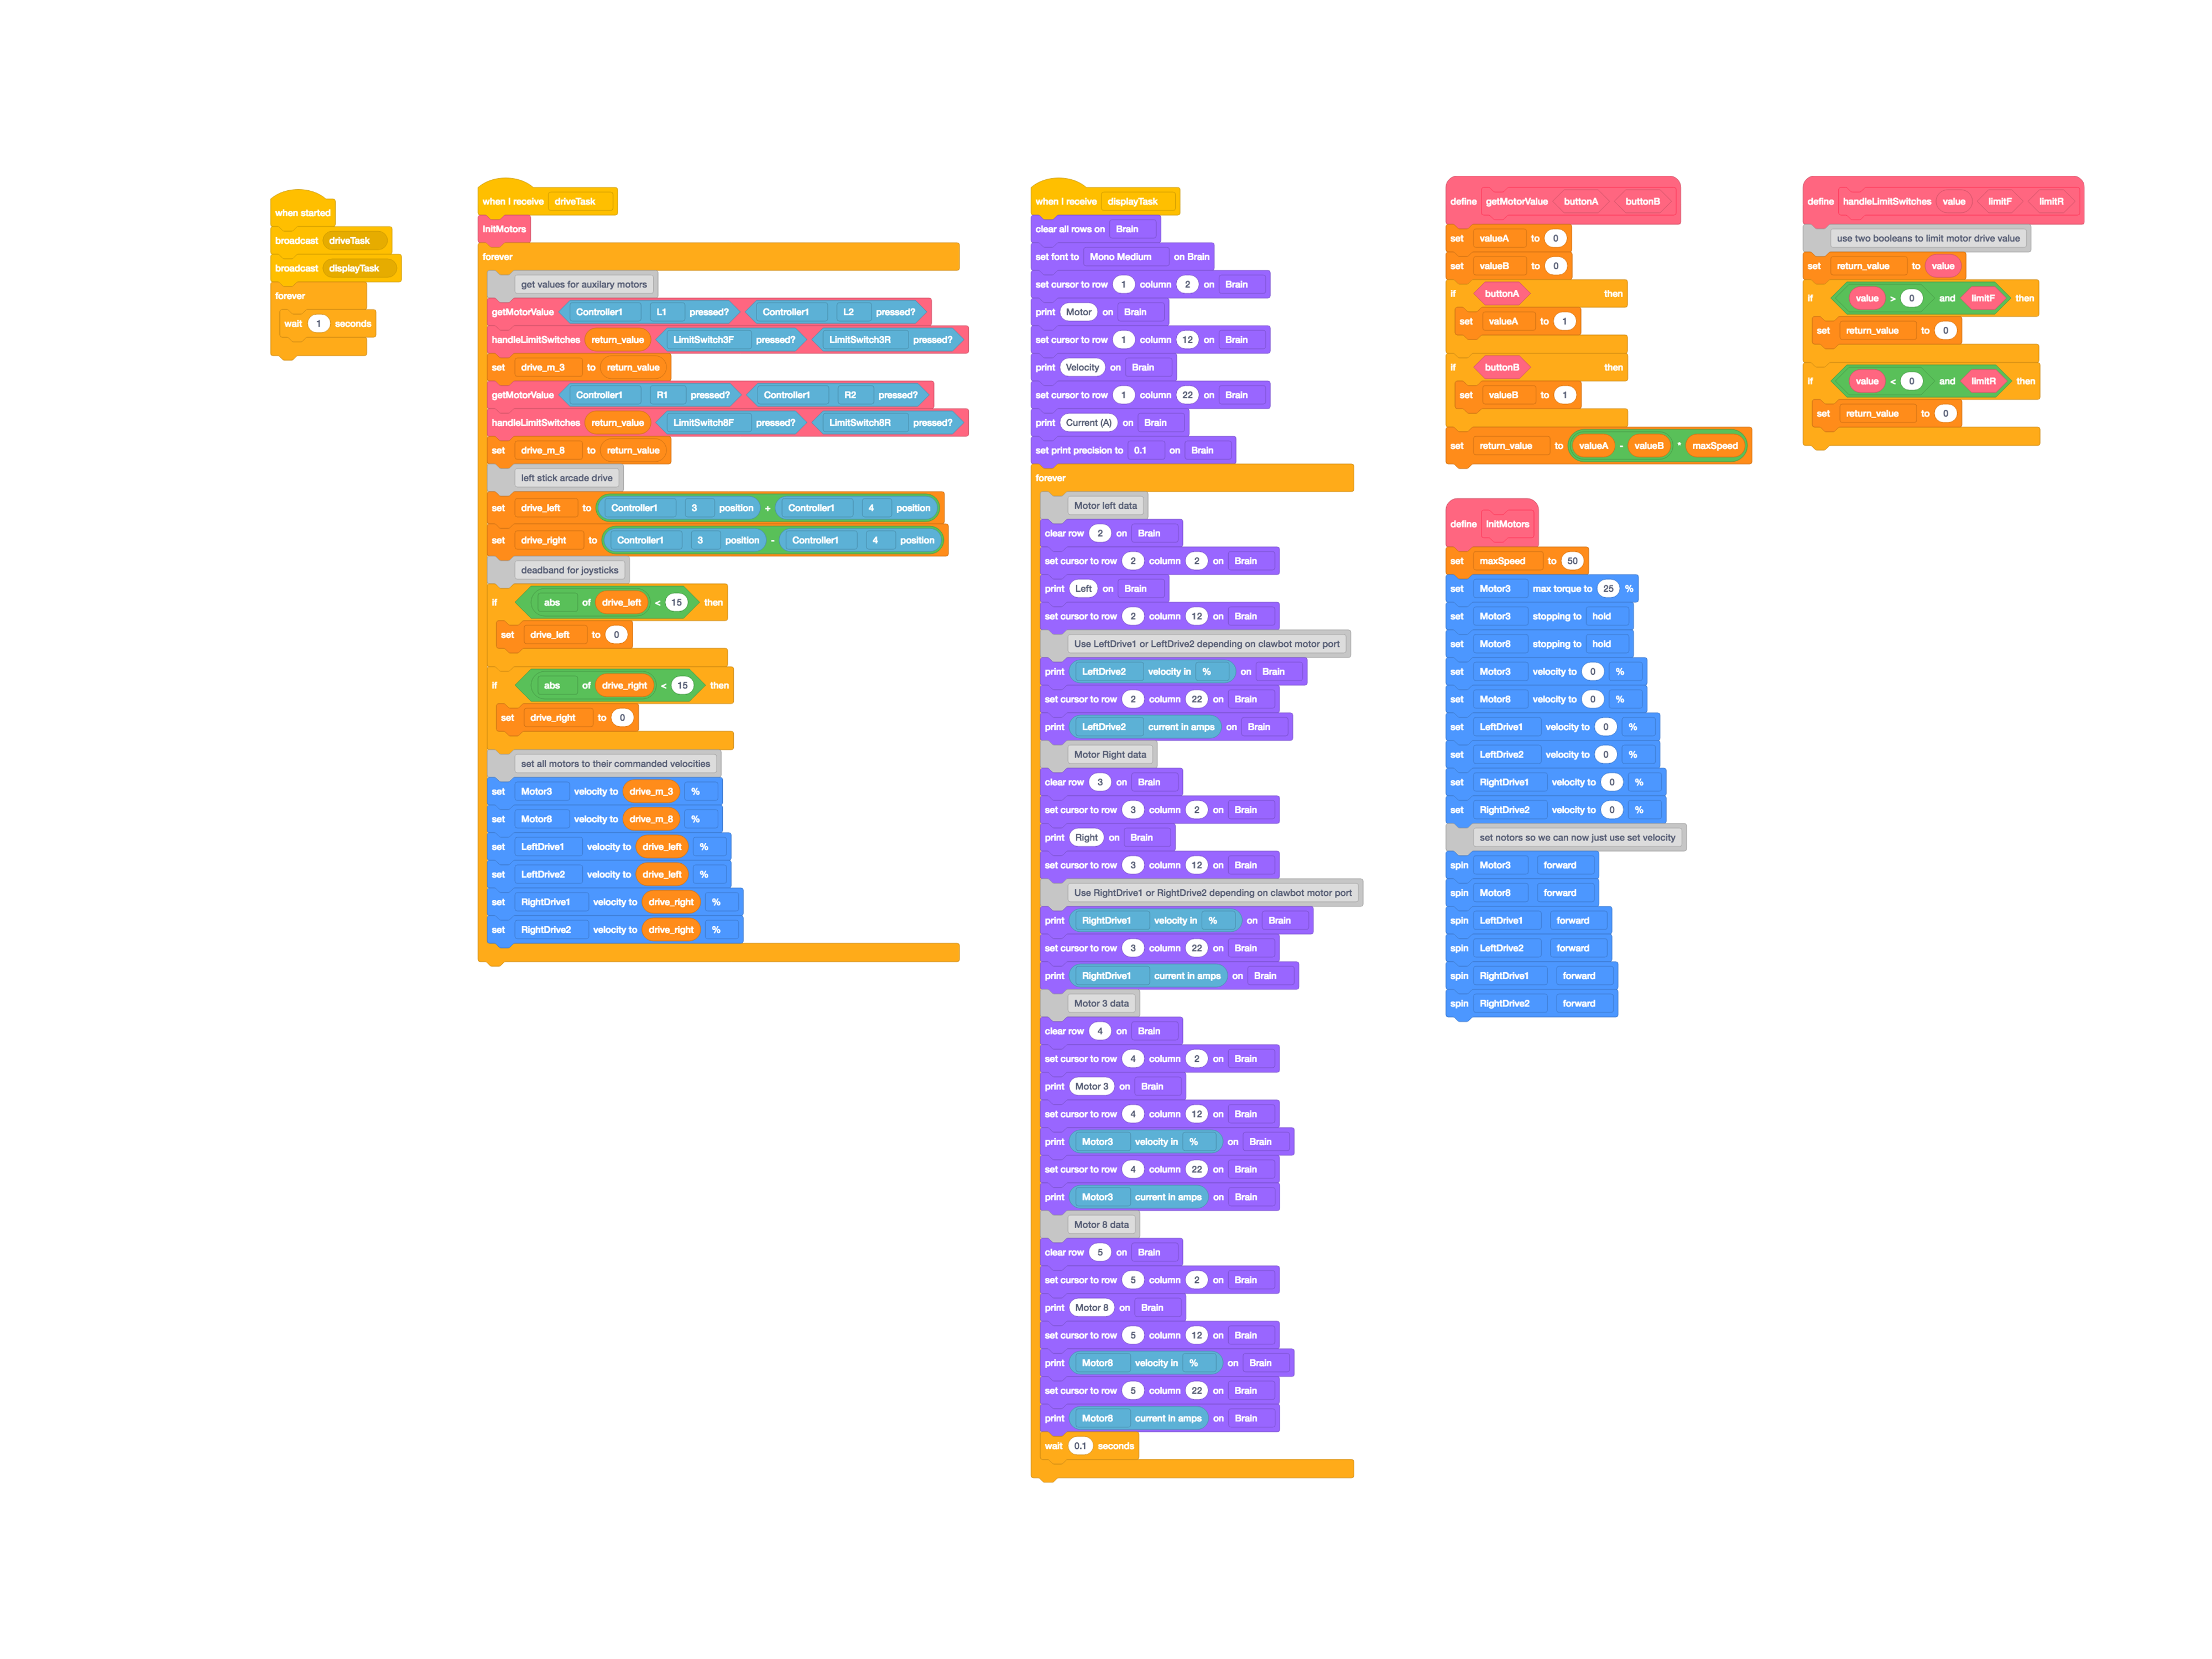 when started
broadcast driveTask
broadcast displayTask
forever
wait 1 seconds
when I receive driveTask
InitMotors
forever
get values for auxilary motors
getMotorValue Controller1 L1 pressed? Controller1 L2 pressed?
handleLimitSwitches return_value LimitSwitch3F pressed? LimitSwitch3R pressed?
set drive_m_3 to return_value
getMotorValue Controller1 R1 pressed? Controller1 R2 pressed?
handleLimitSwitches return_value LimitSwitch8F pressed? LimitSwitch8R pressed?
set drive_m_8 to return_value
left stick arcade drive
set drive_left to Controller1 3 position + Controller1 4 position
set drive_right to Controller1 3 position - Controller1 4 position
deadband for joysticks
if abs of drive_left < 15 then
set drive_left to 0
if abs of drive_right < 15 then
set drive_right to 0
set all motors to their commanded velocities
set Motor3 velocity to drive_m_3 %
set Motor8 velocity to drive_m_8 %
set LeftDrive1 velocity to drive_left %
set LeftDrive2 velocity to drive_left %
set RightDrive1 velocity to drive_right %
set RightDrive2 velocity to drive_right %
when I receive displayTask
clear all rows on Brain
set font to Mono Medium on Brain
set cursor to row 1 column 2 on Brain
print Motor on Brain
set cursor to row 1 column 12 on Brain
print Velocity on Brain
set cursor to row 1 column 22 on Brain
print Current (A) on Brain
set print precision to 0.1 on Brain
forever
Motor left data
clear row 2 on Brain
set cursor to row 2 column 2 on Brain
print Left on Brain
set cursor to row 2 column 12 on Brain
Use LeftDrive1 or LeftDrive2 depending on clawbot motor port
print LeftDrive2 velocity in % on Brain
set cursor to row 2 column 22 on Brain
print LeftDrive2 current in amps on Brain
Motor Right data
clear row 3 on Brain
set cursor to row 3 column 2 on Brain
print Right on Brain
set cursor to row 3 column 12 on Brain
Use RightDrive1 or RightDrive2 depending on clawbot motor port
print RightDrive1 velocity in % on Brain
set cursor to row 3 column 22 on Brain
print RightDrive1 current in amps on Brain
Motor 3 data
clear row 4 on Brain
set cursor to row 4 column 2 on Brain
print Motor 3 on Brain
set cursor to row 4 column 12 on Brain
print Motor3 velocity in % on Brain
set cursor to row 4 column 22 on Brain
print Motor3 current in amps on Brain
Motor 8 data
clear row 5 on Brain
set cursor to row 5 column 2 on Brain
print Motor 8 on Brain
set cursor to row 5 column 12 on Brain
print Motor8 velocity in % on Brain
set cursor to row 5 column 22 on Brain
print Motor8 current in amps on Brain
wait 0.1 seconds
define getMotorValue buttonA buttonB
set valueA to 0
set valueB to 0
if buttonA then
set valueA to 1
if buttonB then
set valueB to 1
set return_value to valueA - valueB * maxSpeed
define InitMotors
set maxSpeed to 50
set Motor3 max torque to 25 %
set Motor3 stopping to hold
set Motor8 stopping to hold
set Motor3 velocity to 0 %
set Motor8 velocity to 0 %
set LeftDrive1 velocity to 0 %
set LeftDrive2 velocity to 0 %
set RightDrive1 velocity to 0 %
set RightDrive2 velocity to 0 %
set notors so we can now just use set velocity
spin Motor3 forward
spin Motor8 forward
spin LeftDrive1 forward
spin LeftDrive2 forward
spin RightDrive1 forward
spin RightDrive2 forward
define handleLimitSwitches value limitF limitR
use two booleans to limit motor drive value
set return_value to value
if value > 0 and limitF then
set return_value to 0
if value < 0 and limitR then
set return_value to 0